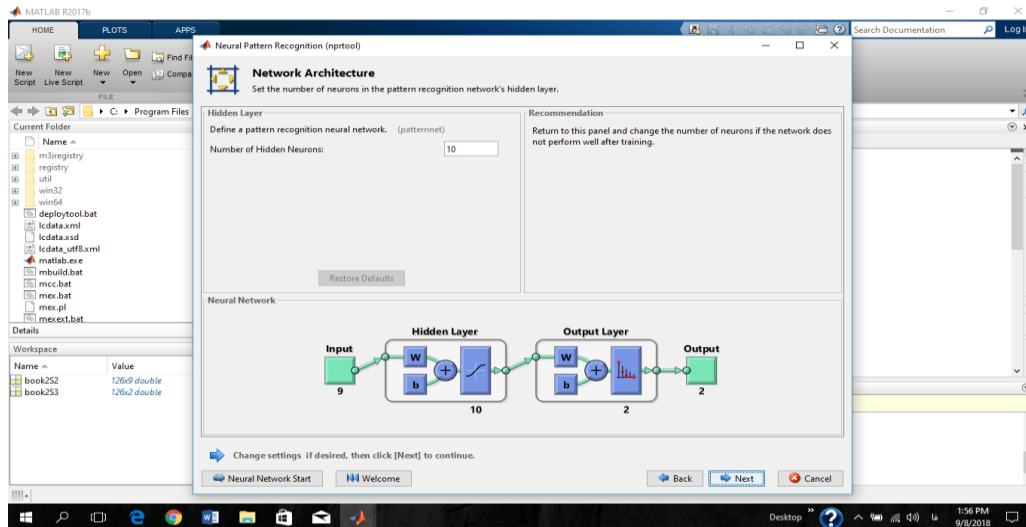 MATLAB R2017b
HOME PLOTS APPS
Search Documentation
Log In
New Script
New Live Script
New
Open
Find Fil
Compa
FILE
C: Program Files
Current Folder
Name
m3iregistry
registry
util
win32
win64
deploytool.bat
lcdata.xml
lcdata.xsd
lcdata_utf8.xml
matlab.exe
mbuild.bat
mcc.bat
mex.bat
mex.pl
mexext.bat
Details
Workspace
Name Value
book2S2 126x9 double
book2S3 126x2 double
Neural Pattern Recognition (nprtool)
Network Architecture
Set the number of neurons in the pattern recognition network's hidden layer.
Hidden Layer
Define a pattern recognition neural network. (patternnet)
Number of Hidden Neurons: 10
Restore Defaults
Recommendation
Return to this panel and change the number of neurons if the network does
not perform well after training.
Neural Network
Hidden Layer Output Layer
Input Output
W W
+ +
b b
9 2
10 2
Change settings if desired, then click [Next] to continue.
Neural Network Start
Welcome
Back
Next
Cancel
Desktop
1:56 PM
9/8/2018